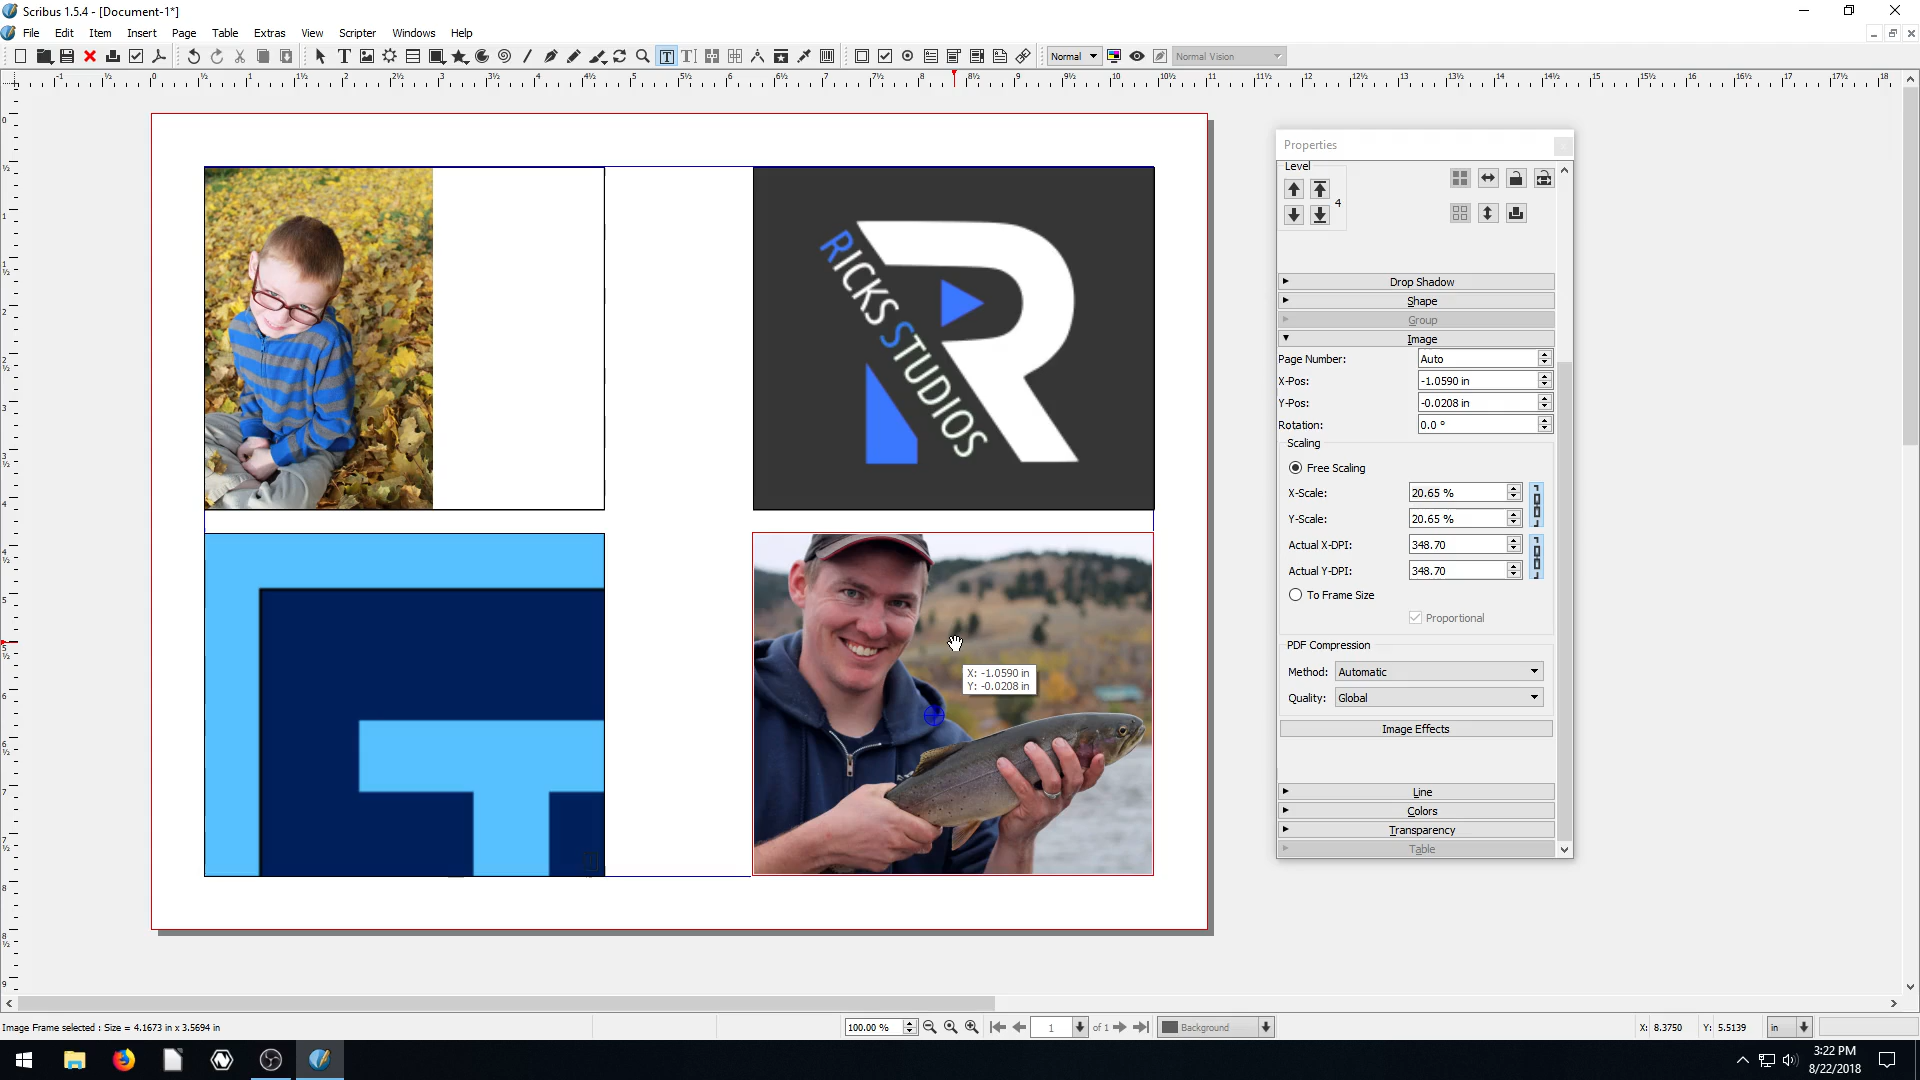 Scribus 1.5.4 - [Document-1*]
File Edit Item Insert Page Table Extras View Scripter Windows Help
Normal
Normal Vision
RICKS STUDIOS
X: -1.0590 in
Y: -0.0208 in
Properties
Level
4
Drop Shadow
Shape
Group
Image
Page Number: Auto
X-Pos: -1.0590 in
Y-Pos: -0.0208 in
Rotation: 0.0 °
Scaling
Free Scaling
X-Scale: 20.65 %
Y-Scale: 20.65 %
Actual X-DPI: 348.70
Actual Y-DPI: 348.70
To Frame Size
Proportional
PDF Compression
Method: Automatic
Quality: Global
Image Effects
Line
Colors
Transparency
Table
Image Frame selected : Size = 4.1673 in x 3.5694 in
100.00 %
1 of 1
Background
X: 8.3750 Y: 5.5139 in
3:22 PM
8/22/2018